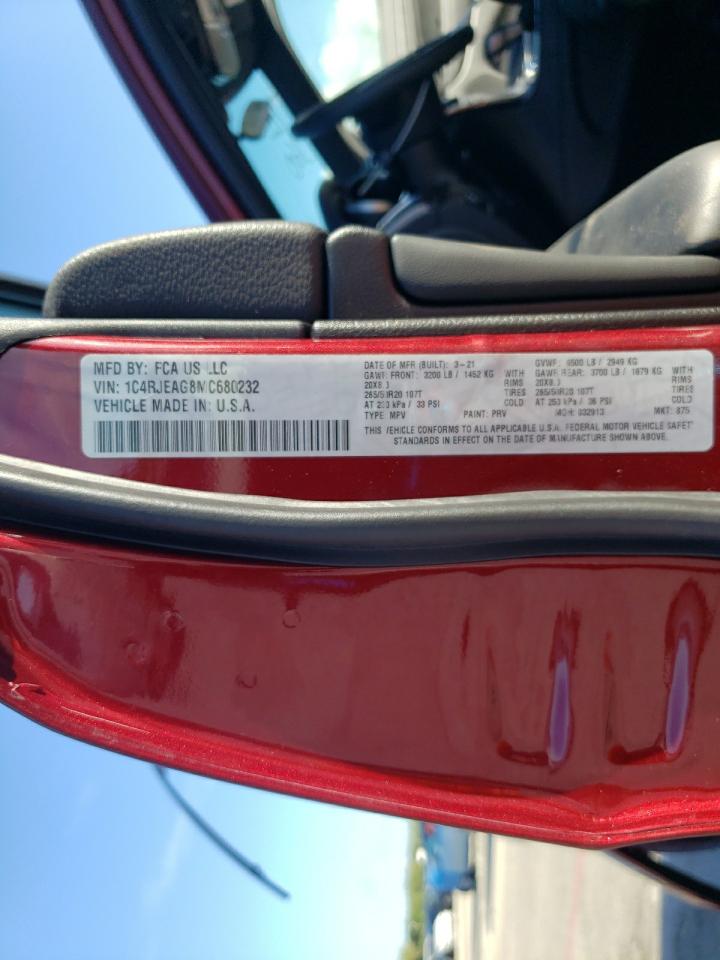 MFD BY: FCA US LLC
VIN: 1C4RJEAG8MC680232
VEHICLE MADE IN: U.S.A.
DATE OF MFR (BUILT): 3-21
GAWR FRONT: 3200 LB / 1452 KG WITH
20X8.0 RIMS
265/50R20 107T TIRES
AT 230 kPa / 33 PSI COLD
TYPE: MPV PAINT: PRV
GVWR: 6500 LB / 2949 KG
GAWR REAR: 3700 LB / 1679 KG WITH
20X8.0 RIMS
265/50R20 107T TIRES
AT 250 kPa / 36 PSI COLD
MDH: 032913 MKT: 875
THIS VEHICLE CONFORMS TO ALL APPLICABLE U.S.A. FEDERAL MOTOR VEHICLE SAFETY
STANDARDS IN EFFECT ON THE DATE OF MANUFACTURE SHOWN ABOVE.